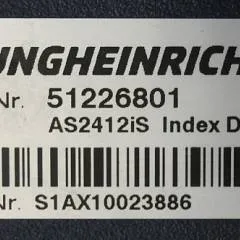 UNGHEINRICH
Nr. 51226801
AS2412iS Index D
Nr. S1AX10023886